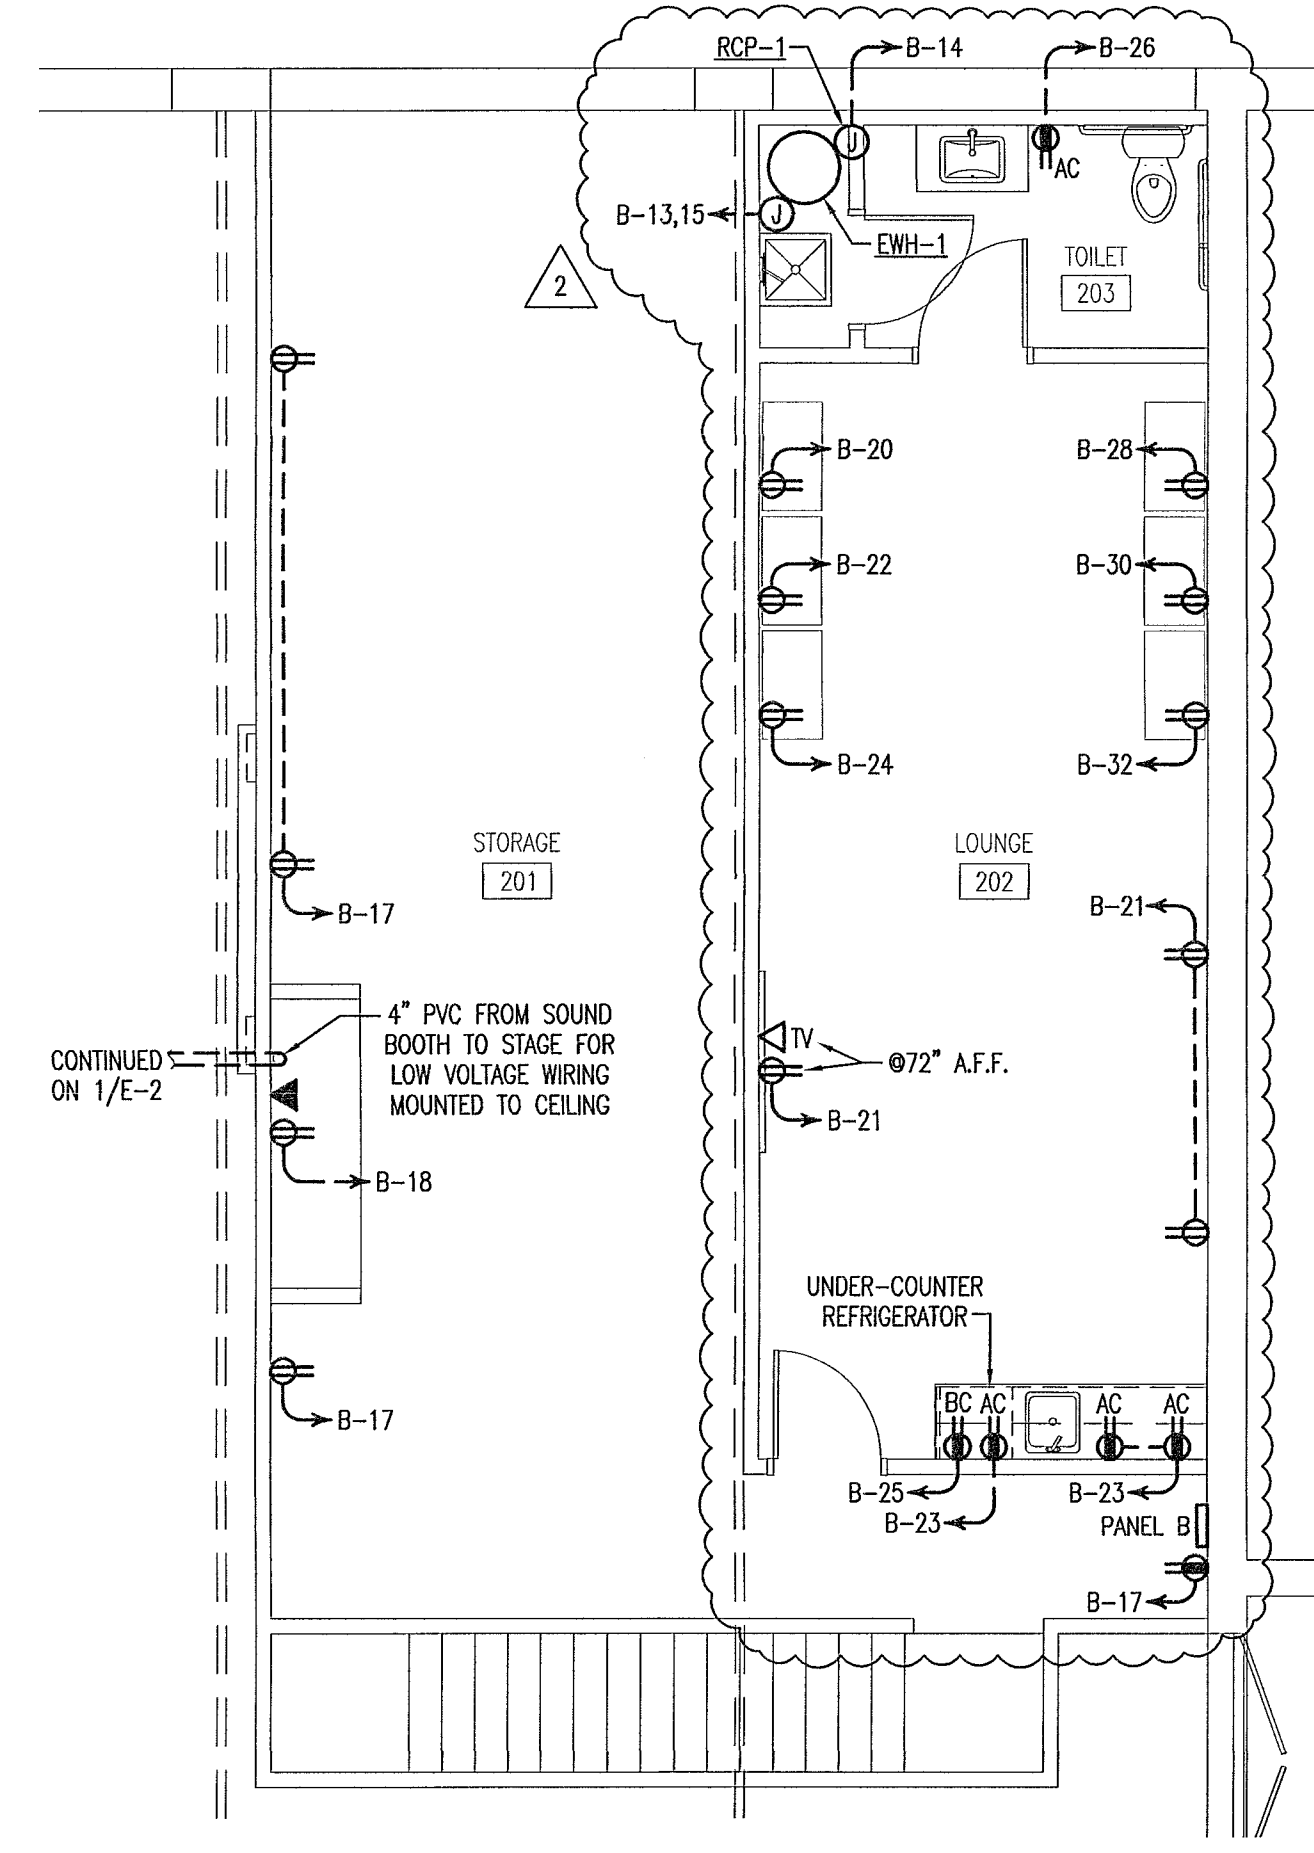 RCP-1
B-14
B-26
J
AC
B-13,15
J
EWH-1
TOILET
203
2
B-20
B-28
B-22
B-30
B-24
B-32
STORAGE
201
LOUNGE
202
B-17
B-21
4" PVC FROM SOUND
BOOTH TO STAGE FOR
LOW VOLTAGE WIRING
MOUNTED TO CEILING
CONTINUED
ON 1/E-2
TV
@72" A.F.F.
B-21
B-18
UNDER-COUNTER
REFRIGERATOR
BC AC
AC
AC
B-17
B-25
B-23
B-23
PANEL B
B-17